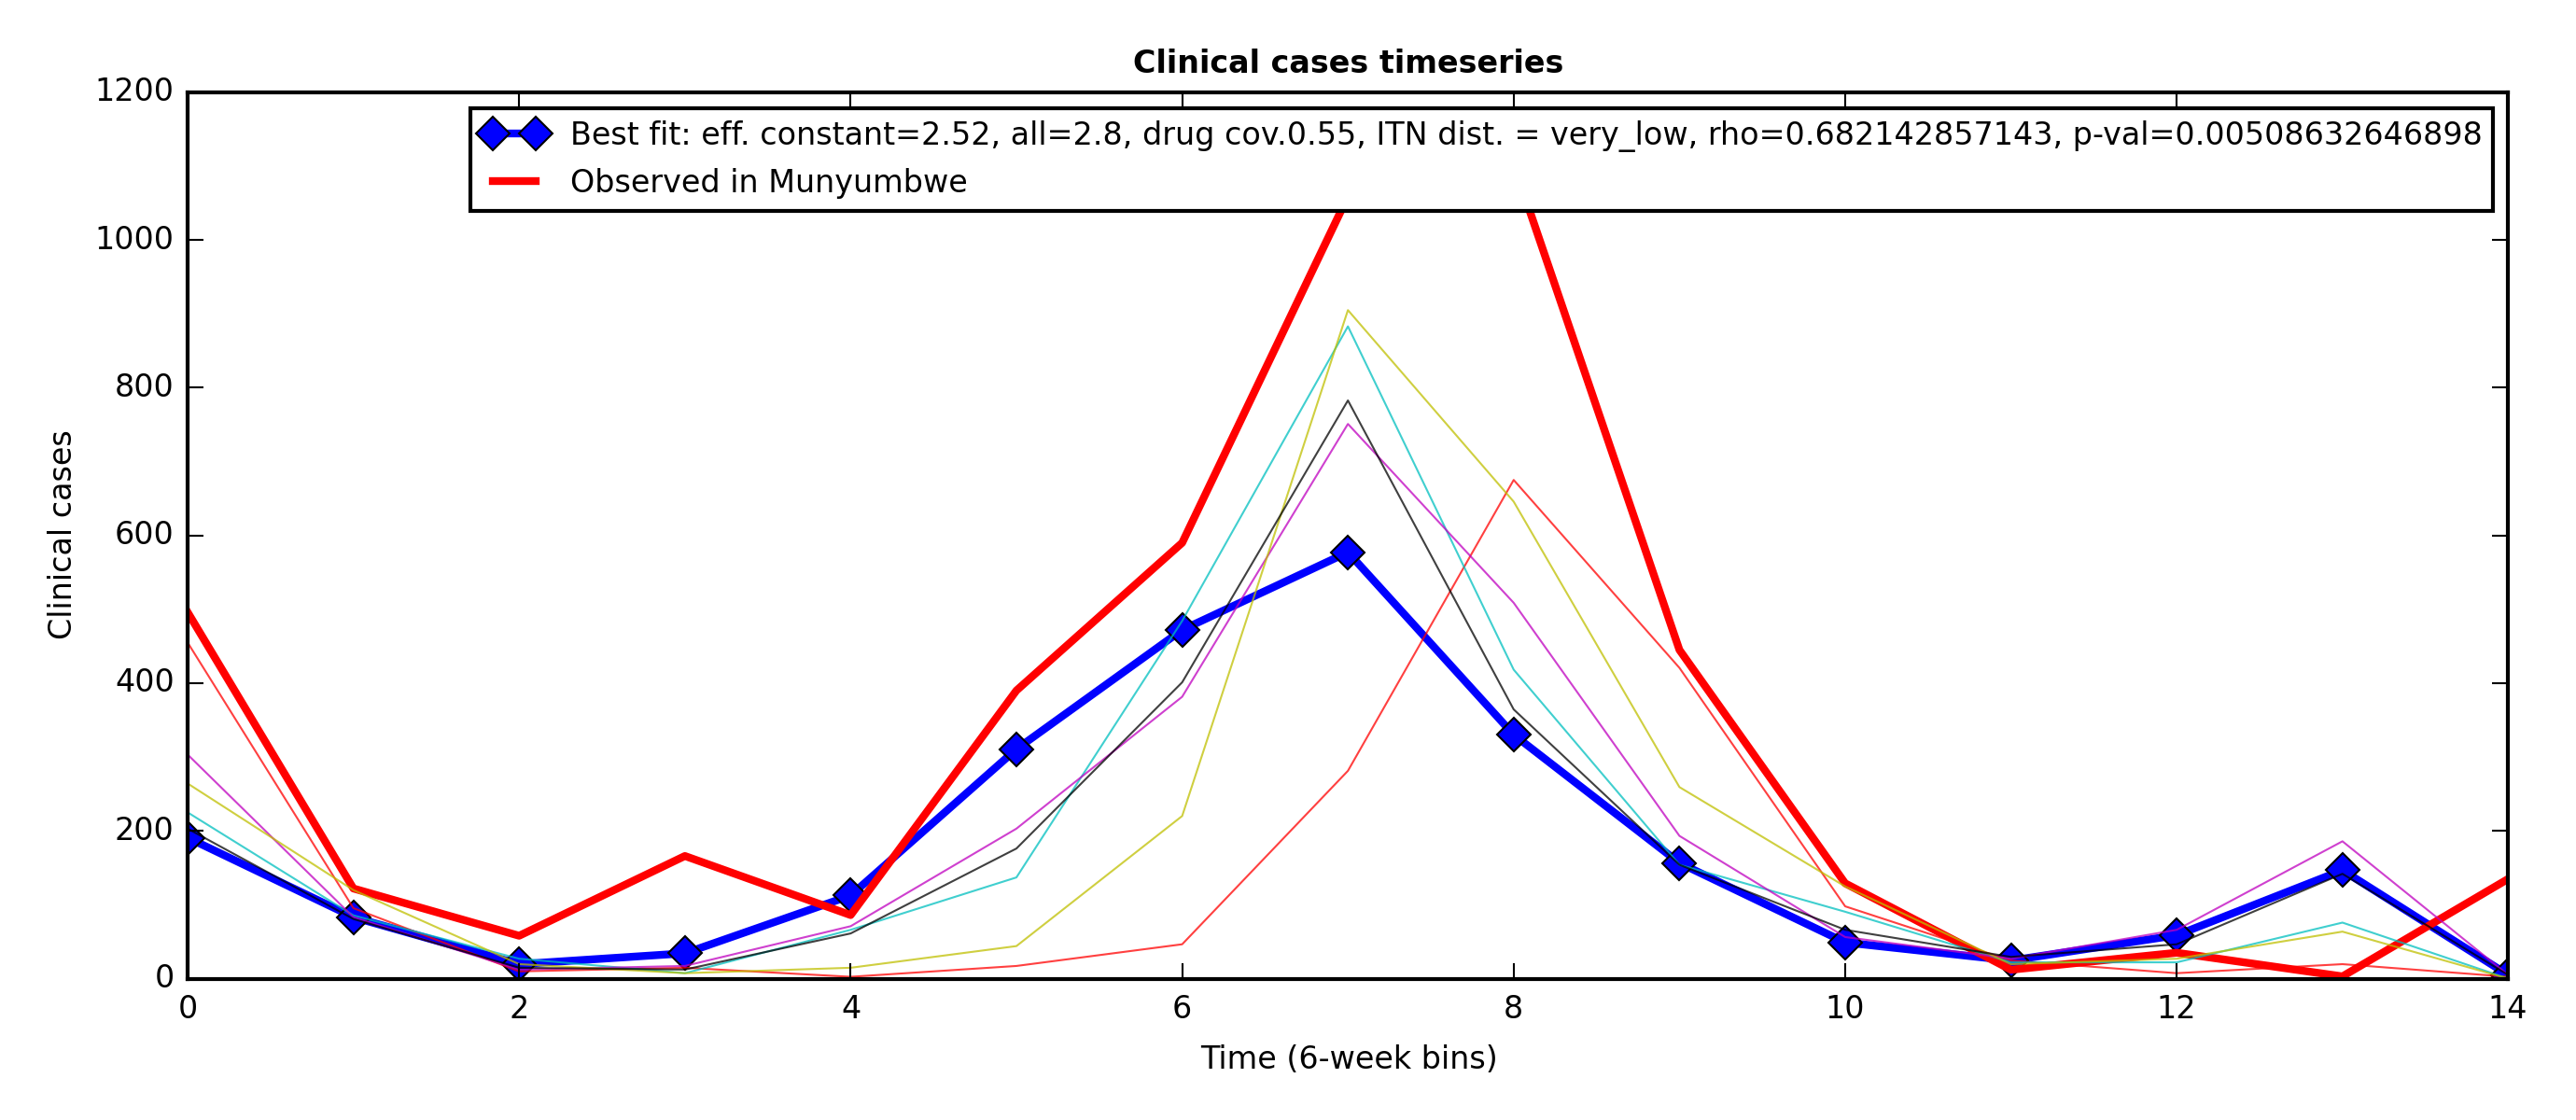 Clinical cases timeseries
Best fit: eff. constant=2.52, all=2.8, drug cov.0.55, ITN dist. = very_low, rho=0.682142857143, p-val=0.00508632646898
Observed in Munyumbwe
1200
1000
800
600
400
200
0
Clinical cases
0 2 4 6 8 10 12 14
Time (6-week bins)